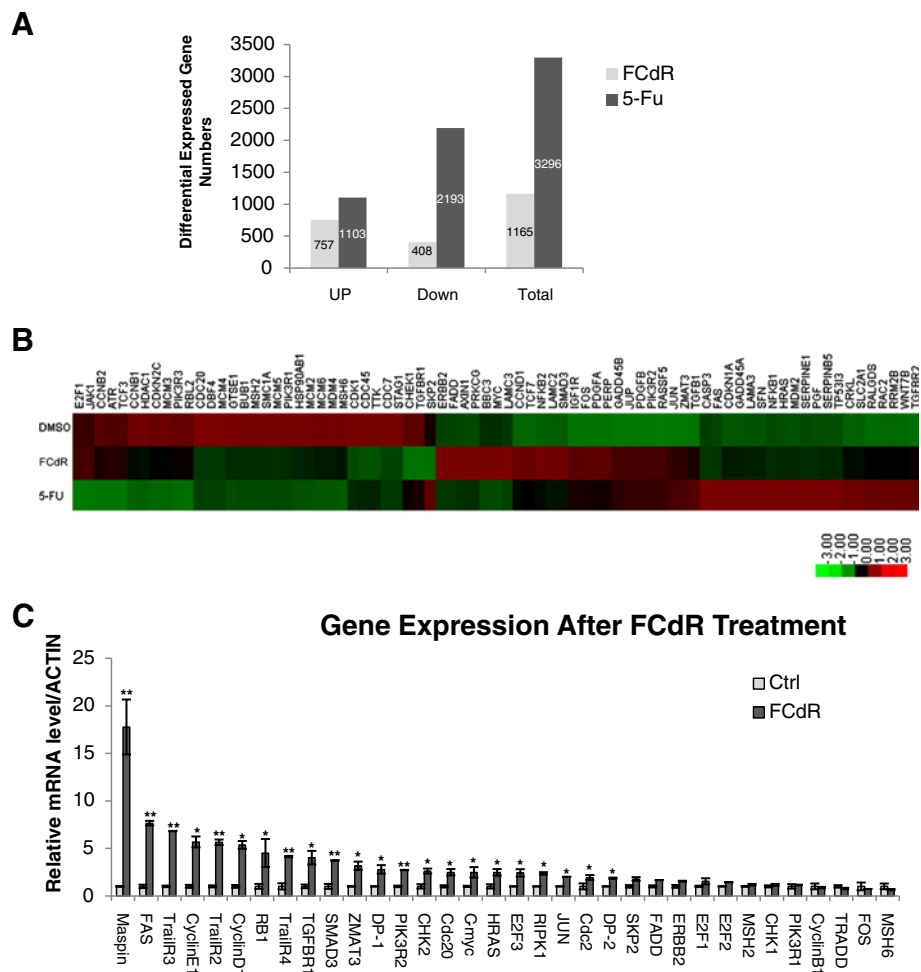 A
Differential Expressed Gene
Numbers
3500
3000
2500
2000
1500
1000
500
0
757
1103
408
2193
1165
3296
UP
Down
Total
FCdR
5-Fu
B
E2F1
JAK1
CCNB2
ATR
TCF3
CCNB1
HDAC1
CDKN2C
MCM3
PIK3R3
RBL2
CDC20
DBF4
MCM4
GTSE1
BUB1
MSH2
SMC1A
MCM5
PIK3R1
HSP90AB1
MCM2
MCM6
MDM4
MSH6
CDK1
CDC45
TTK
CDC7
STAG1
CHEK1
TGFBR1
SKP2
ERBB2
FADD
AXIN1
PRKCG
BBC3
MYC
LAMC3
CCND1
TCF7
NFKB2
LAMC2
SMAD3
IGF1R
FOS
PDGFA
PERP
GADD45B
JUP
PDGFB
PIK3R2
RASSF5
JUN
ZMAT3
TGFB1
CASP3
FAS
CDKN1A
GADD45A
LAMA3
SFN
NFKB1
HRAS
MDM2
SERPINE1
PGF
SERPINB5
TP53I3
CRKL
SLC2A1
RALGDS
RAC2
RRM2B
WNT7B
TGFBR2
DMSO
FCdR
5-FU
-3.00
-2.00
-1.00
0.00
1.00
2.00
3.00
C
Gene Expression After FCdR Treatment
Relative mRNA level/ACTIN
25
20
15
10
5
0
Ctrl
FCdR
** ** ** * ** * * ** * ** * * ** * * * * * * * * *
Maspin
FAS
TrailR3
CyclinE1
TrailR2
CyclinD1
RB1
TrailR4
TGFBR1
SMAD3
ZMAT3
DP-1
PIK3R2
CHK2
Cdc20
C-myc
HRAS
E2F3
RIPK1
JUN
Cdc2
DP-2
SKP2
FADD
ERBB2
E2F1
E2F2
MSH2
CHK1
PIK3R1
CyclinB1
TRADD
FOS
MSH6